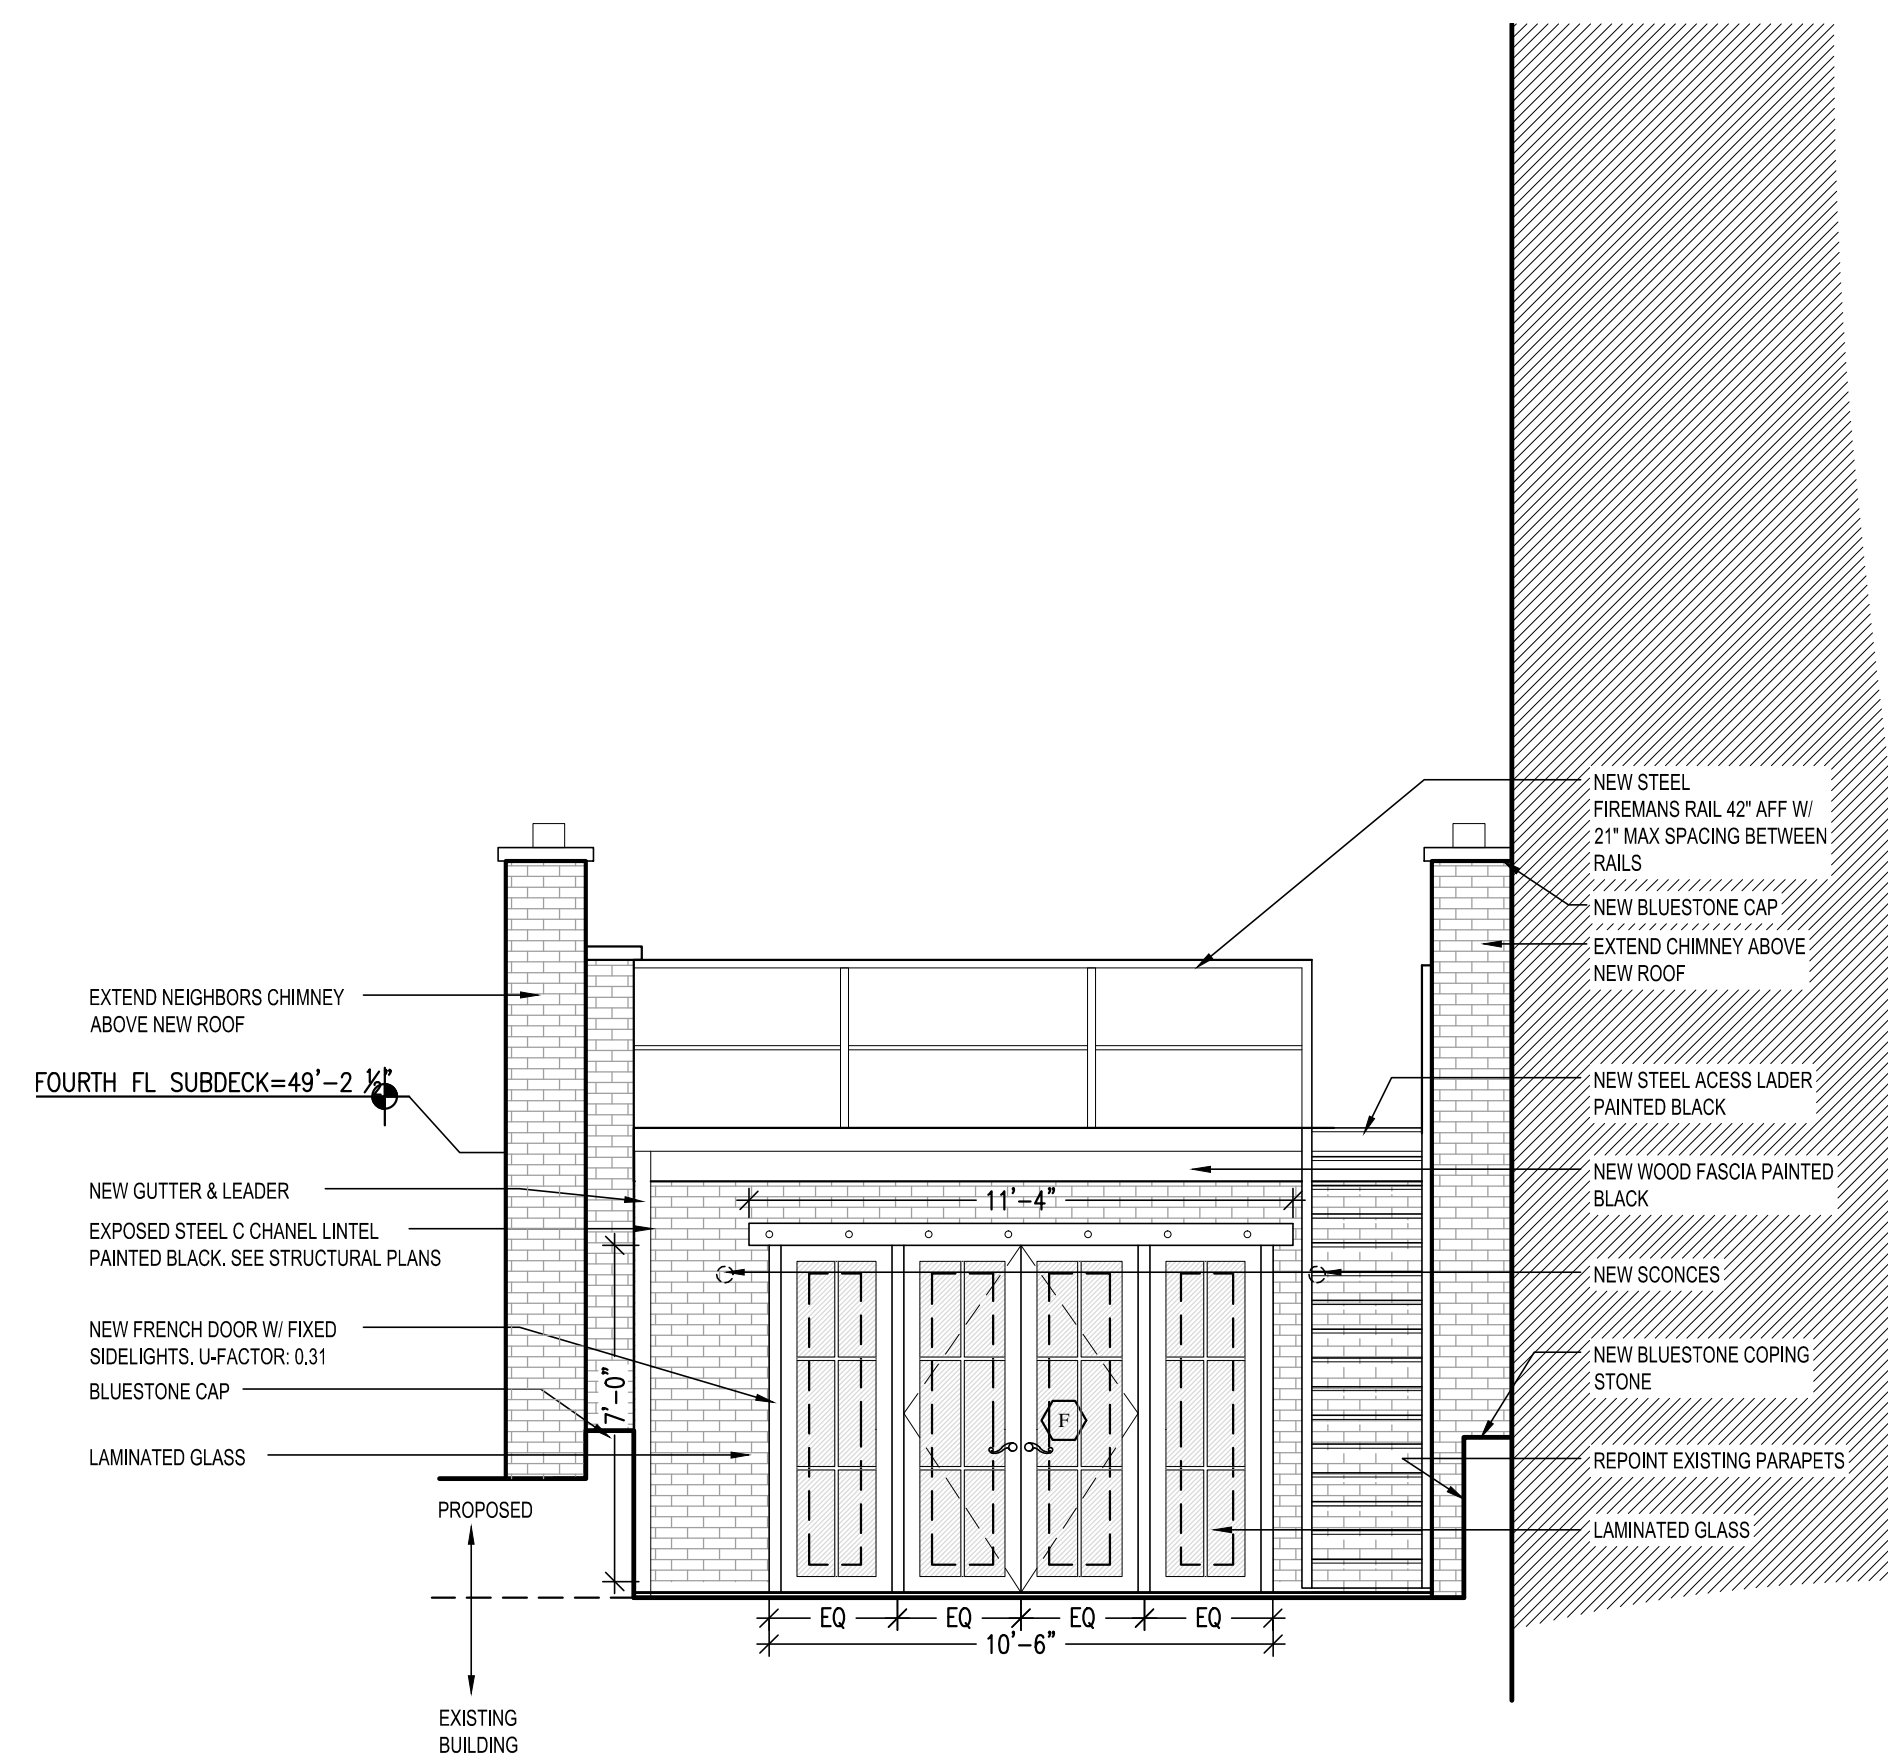 NEW STEEL
FIREMANS RAIL 42" AFF W/
21" MAX SPACING BETWEEN
RAILS
NEW BLUESTONE CAP
EXTEND CHIMNEY ABOVE
NEW ROOF
EXTEND NEIGHBORS CHIMNEY
ABOVE NEW ROOF
FOURTH FL SUBDECK=49'-2 ½"
NEW STEEL ACESS LADER
PAINTED BLACK
NEW WOOD FASCIA PAINTED
BLACK
NEW GUTTER & LEADER
11'-4"
EXPOSED STEEL C CHANEL LINTEL
PAINTED BLACK. SEE STRUCTURAL PLANS
NEW SCONCES
NEW FRENCH DOOR W/ FIXED
SIDELIGHTS. U-FACTOR: 0.31
NEW BLUESTONE COPING
STONE
BLUESTONE CAP
7'-0"
F
LAMINATED GLASS
REPOINT EXISTING PARAPETS
PROPOSED
LAMINATED GLASS
EQ EQ EQ EQ
10'-6"
EXISTING
BUILDING